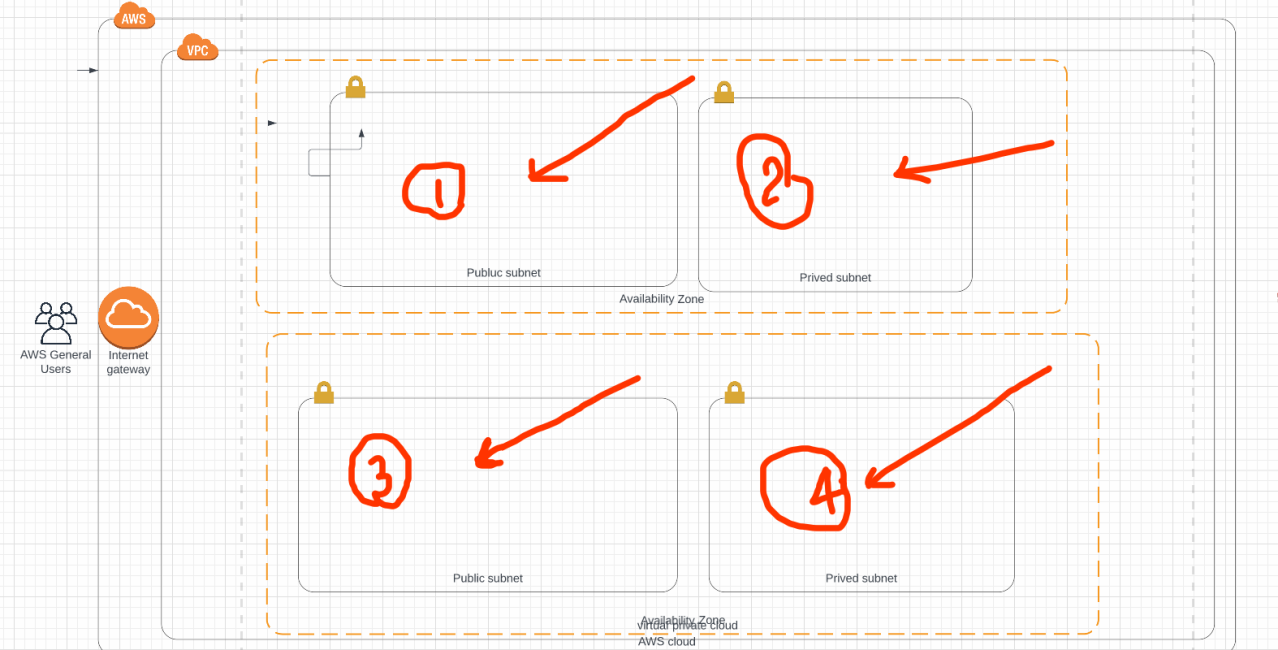 AWS
VPC
1
2
Publuc subnet
Prived subnet
Availability Zone
AWS General
Users
Internet
gateway
3
4
Public subnet
Prived subnet
Availability Zone
virtual private cloud
AWS cloud